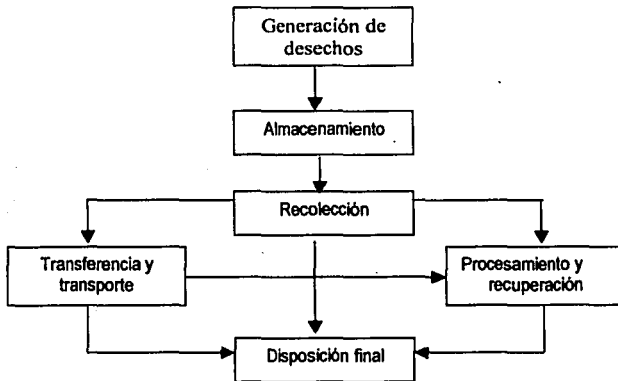 Generación de
desechos
Almacenamiento
Recolección
Transferencia y
transporte
Procesamiento y
recuperación
Disposición final